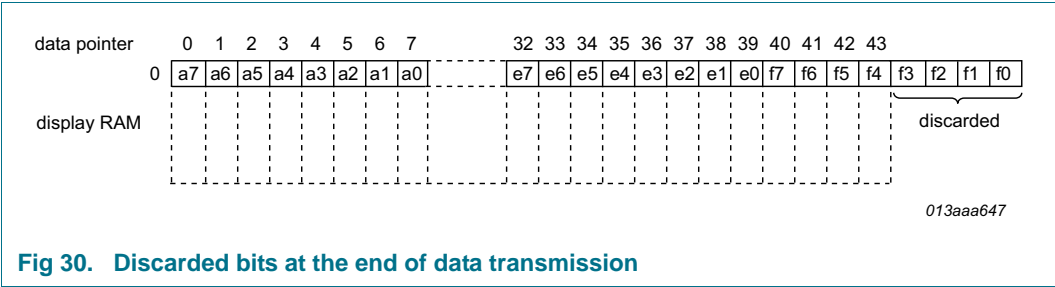 data pointer 0 1 2 3 4 5 6 7 32 33 34 35 36 37 38 39 40 41 42 43
0 a7 a6 a5 a4 a3 a2 a1 a0 e7 e6 e5 e4 e3 e2 e1 e0 f7 f6 f5 f4 f3 f2 f1 f0
display RAM discarded
013aaa647
Fig 30. Discarded bits at the end of data transmission